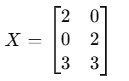 X = [2 0
0 2
3 3]